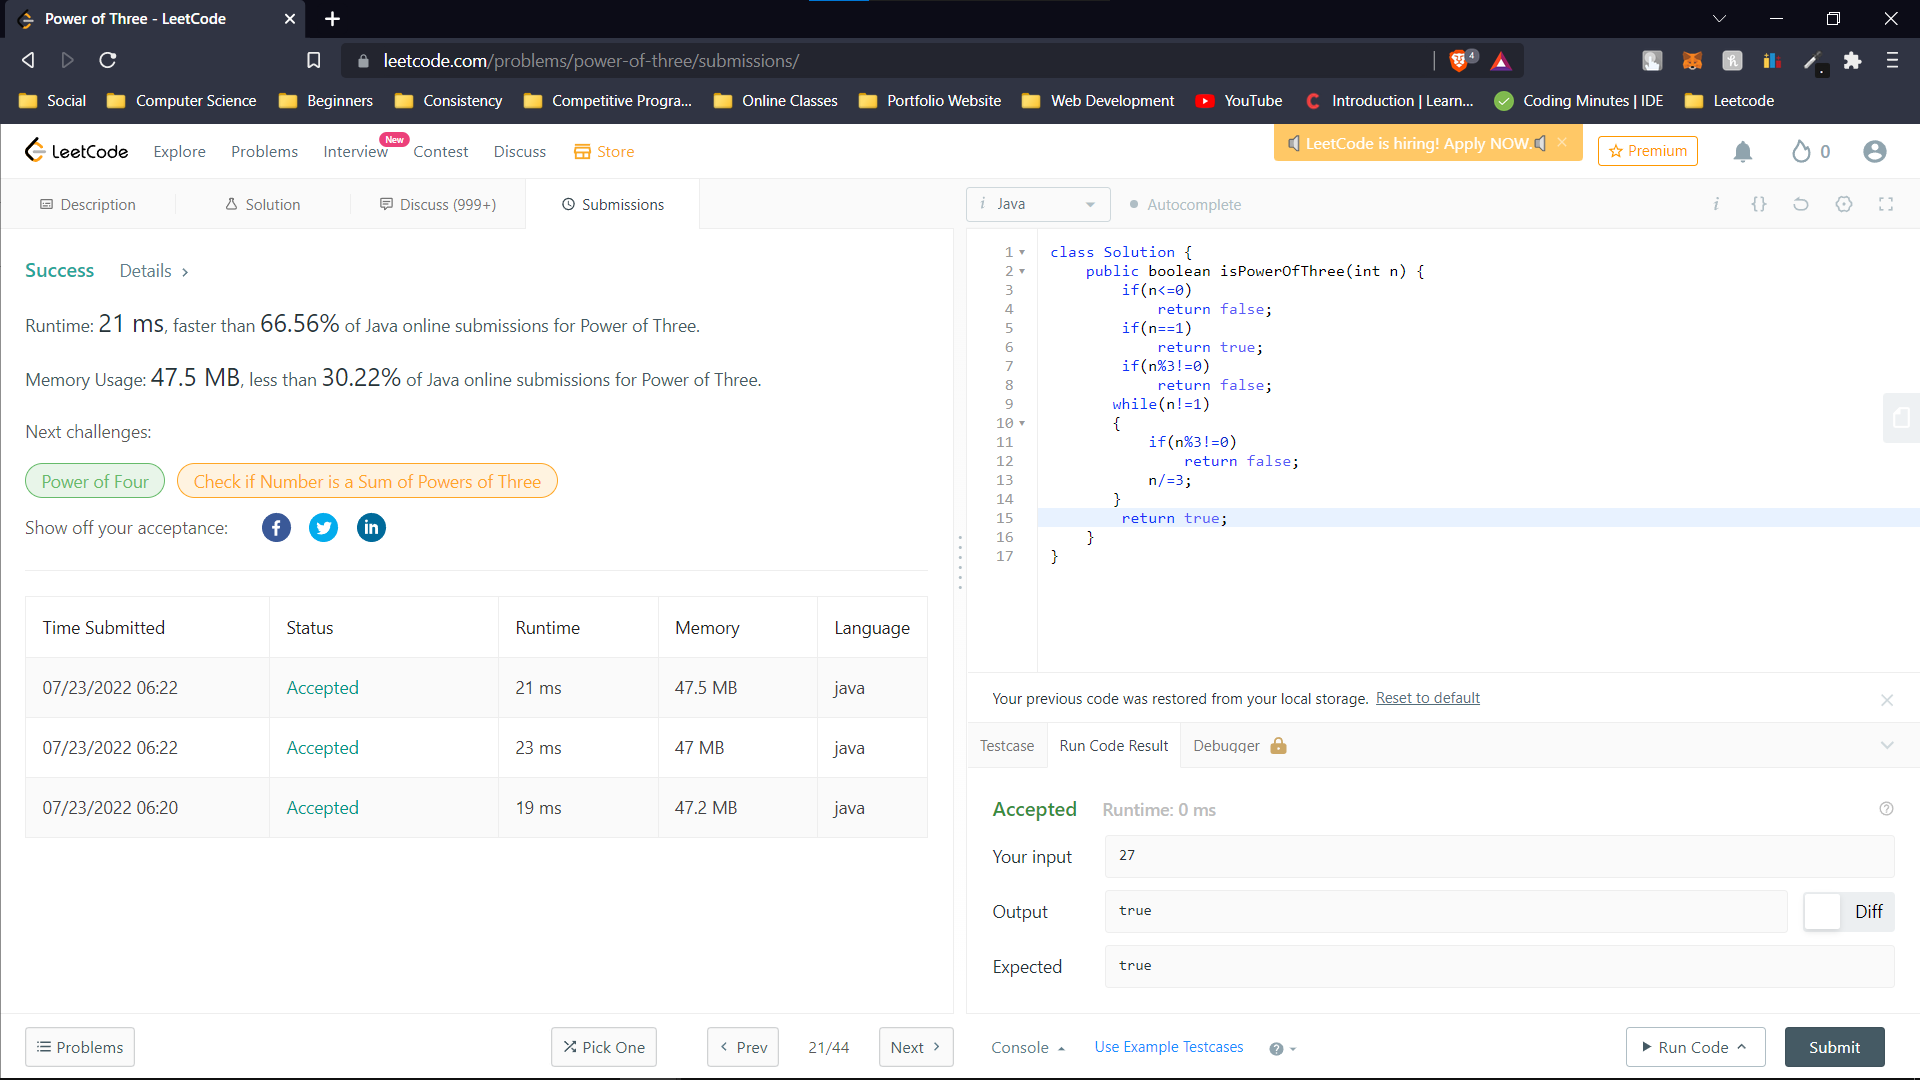 Power of Three - LeetCode
leetcode.com/problems/power-of-three/submissions/
4
Social Computer Science Beginners Consistency Competitive Progra... Online Classes Portfolio Website Web Development YouTube Introduction | Learn... Coding Minutes | IDE Leetcode
LeetCode Explore Problems Interview New Contest Discuss Store LeetCode is hiring! Apply NOW. Premium 0
Description Solution Discuss (999+) Submissions
Success Details >
Runtime: 21 ms, faster than 66.56% of Java online submissions for Power of Three.
Memory Usage: 47.5 MB, less than 30.22% of Java online submissions for Power of Three.
Next challenges:
Power of Four Check if Number is a Sum of Powers of Three
Show off your acceptance:
Time Submitted Status Runtime Memory Language
07/23/2022 06:22 Accepted 21 ms 47.5 MB java
07/23/2022 06:22 Accepted 23 ms 47 MB java
07/23/2022 06:20 Accepted 19 ms 47.2 MB java
Problems Pick One Prev 21/44 Next
i Java Autocomplete i {}
1 class Solution {
2 public boolean isPowerOfThree(int n) {
3 if(n<=0)
4 return false;
5 if(n==1)
6 return true;
7 if(n%3!=0)
8 return false;
9 while(n!=1)
10 {
11 if(n%3!=0)
12 return false;
13 n/=3;
14 }
15 return true;
16 }
17 }
Your previous code was restored from your local storage. Reset to default
Testcase Run Code Result Debugger
Accepted Runtime: 0 ms
Your input 27
Output true Diff
Expected true
Console Use Example Testcases Run Code Submit